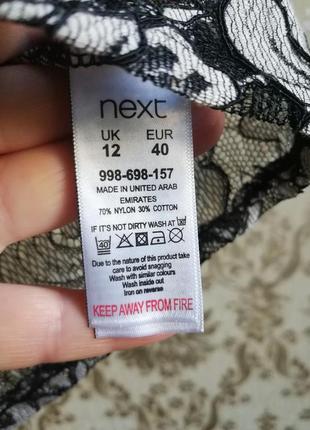 next
UK EUR
12 40
998-698-157
MADE IN UNITED ARAB
EMIRATES
70% NYLON 30% COTTON
IF IT'S NOT DIRTY WASH AT
40
Due to the nature of this product take
care to avoid snagging
Wash with similar colours
Wash inside out
Iron on reverse
KEEP AWAY FROM FIRE